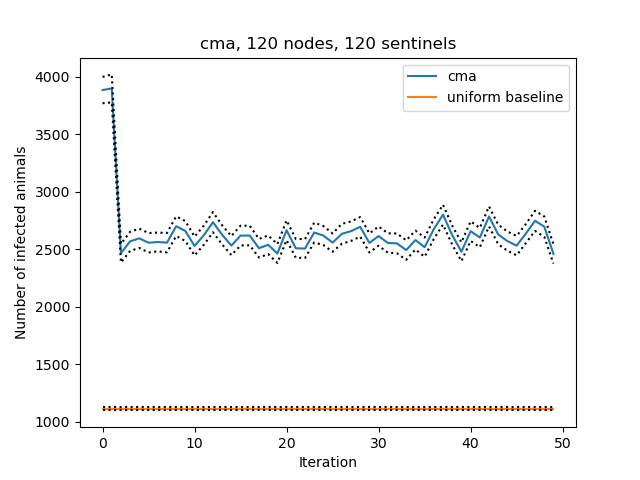 cma, 120 nodes, 120 sentinels
cma
uniform baseline
Number of infected animals
4000
3500
3000
2500
2000
1500
1000
0 10 20 30 40 50
Iteration